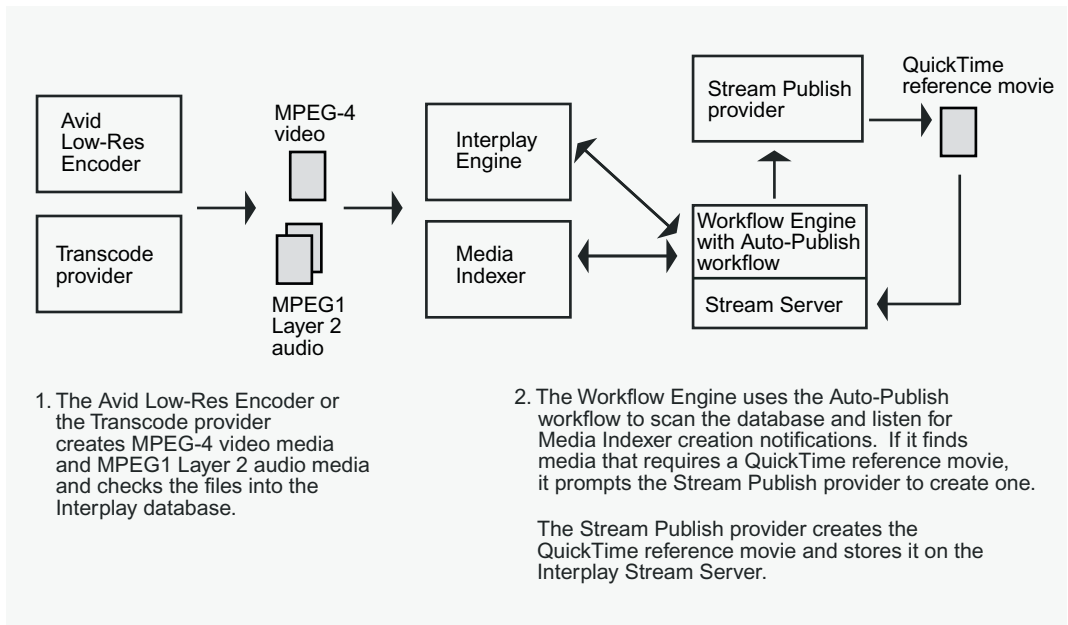 Avid
Low-Res
Encoder
Transcode
provider
MPEG-4
video
MPEG1
Layer 2
audio
Interplay
Engine
Media
Indexer
Stream Publish
provider
QuickTime
reference movie
Workflow Engine
with Auto-Publish
workflow
Stream Server
1. The Avid Low-Res Encoder or
the Transcode provider
creates MPEG-4 video media
and MPEG1 Layer 2 audio media
and checks the files into the
Interplay database.
2. The Workflow Engine uses the Auto-Publish
workflow to scan the database and listen for
Media Indexer creation notifications.  If it finds
media that requires a QuickTime reference movie,
it prompts the Stream Publish provider to create one.
The Stream Publish provider creates the
QuickTime reference movie and stores it on the
Interplay Stream Server.